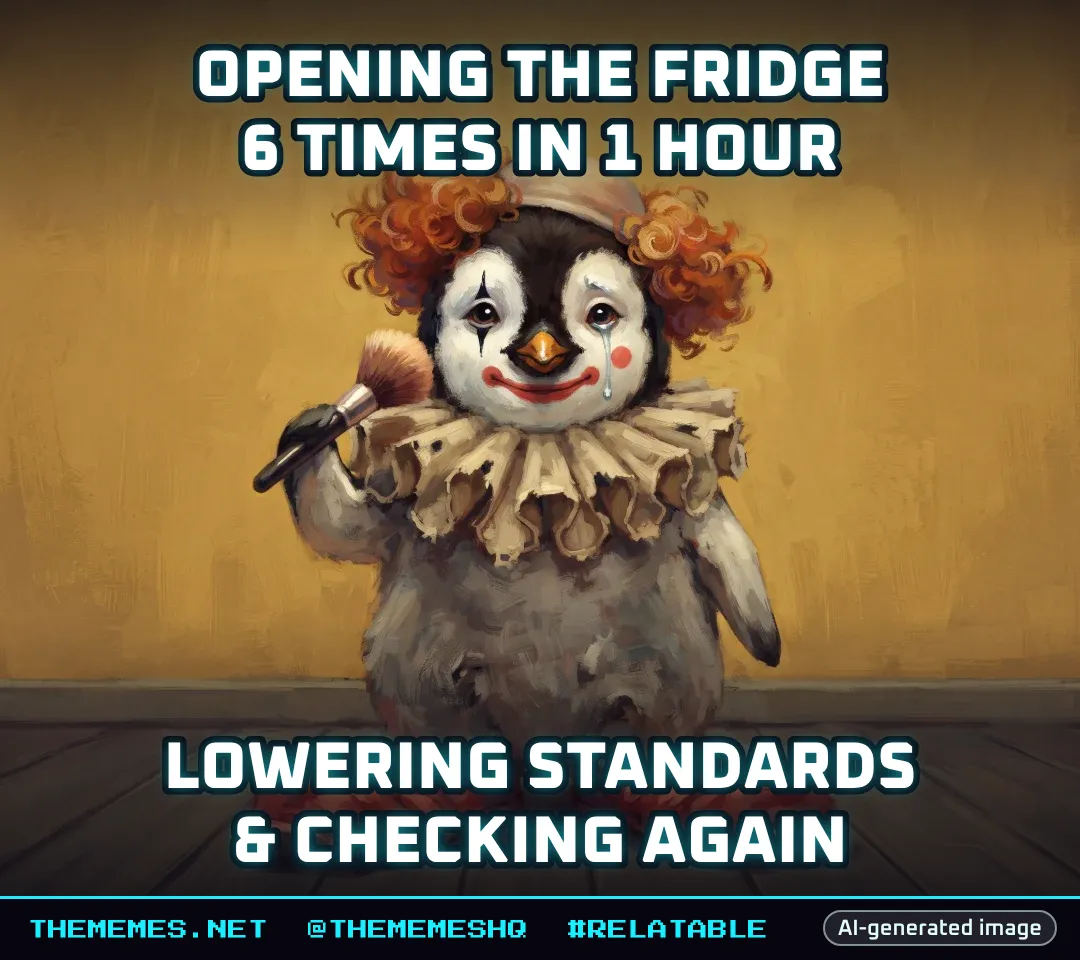 OPENING THE FRIDGE
6 TIMES IN 1 HOUR
LOWERING STANDARDS
& CHECKING AGAIN
THEMEMES.NET @THEMEMESHQ #RELATABLE AI-generated image